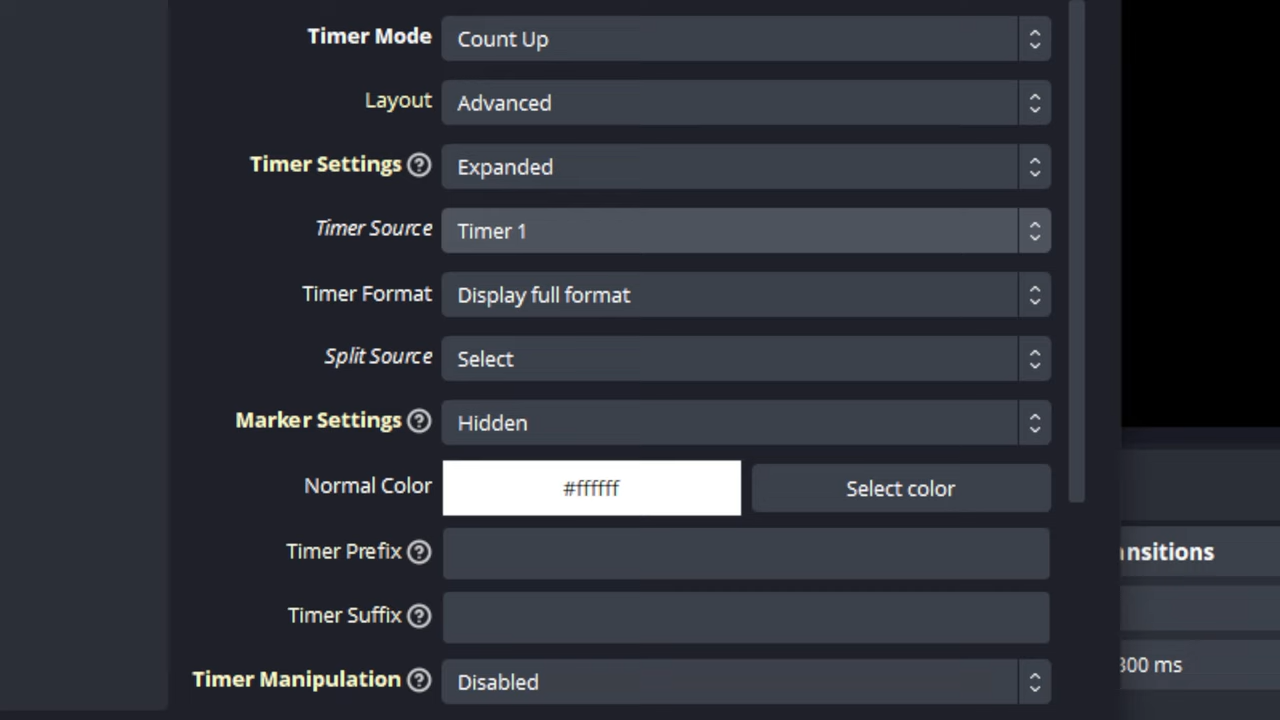 Timer Mode Count Up
Layout Advanced
Timer Settings Expanded
Timer Source Timer 1
Timer Format Display full format
Split Source Select
Marker Settings Hidden
Normal Color #ffffff Select color
Timer Prefix
nsitions
Timer Suffix
Timer Manipulation Disabled
300 ms